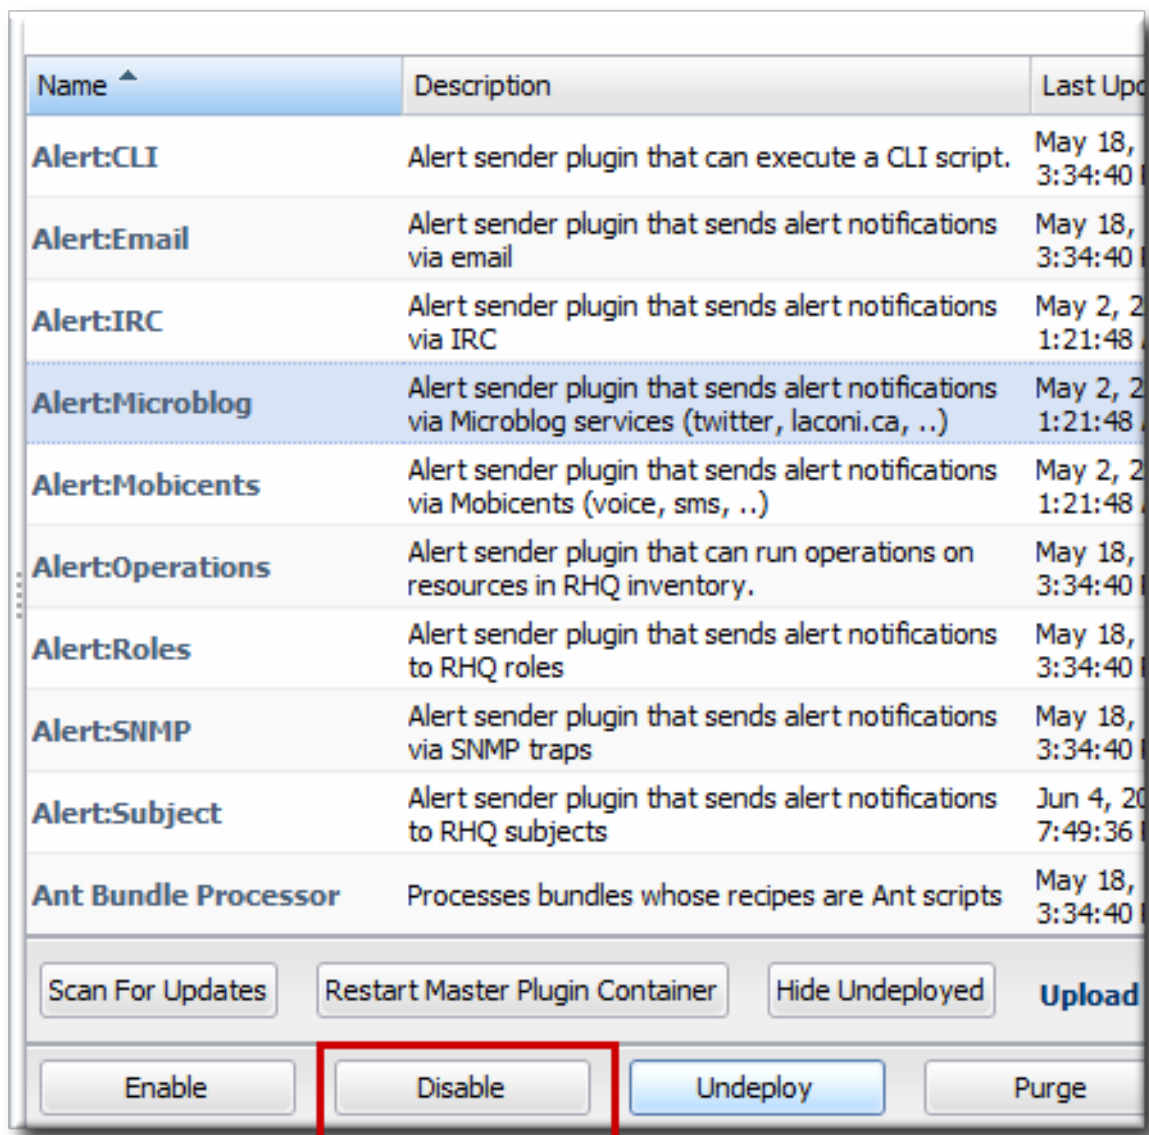 Name Description Last Upd
Alert:CLI Alert sender plugin that can execute a CLI script. May 18,
3:34:40
Alert:Email Alert sender plugin that sends alert notifications May 18,
via email 3:34:40
Alert:IRC Alert sender plugin that sends alert notifications May 2, 2
via IRC 1:21:48
Alert:Microblog Alert sender plugin that sends alert notifications May 2, 2
via Microblog services (twitter, laconi.ca, ..) 1:21:48
Alert:Mobicents Alert sender plugin that sends alert notifications May 2, 2
via Mobicents (voice, sms, ..) 1:21:48
Alert:Operations Alert sender plugin that can run operations on May 18,
resources in RHQ inventory. 3:34:40
Alert:Roles Alert sender plugin that sends alert notifications May 18,
to RHQ roles 3:34:40
Alert:SNMP Alert sender plugin that sends alert notifications May 18,
via SNMP traps 3:34:40
Alert:Subject Alert sender plugin that sends alert notifications Jun 4, 20
to RHQ subjects 7:49:36
Ant Bundle Processor Processes bundles whose recipes are Ant scripts May 18,
3:34:40
Scan For Updates Restart Master Plugin Container Hide Undeployed Upload
Enable Disable Undeploy Purge